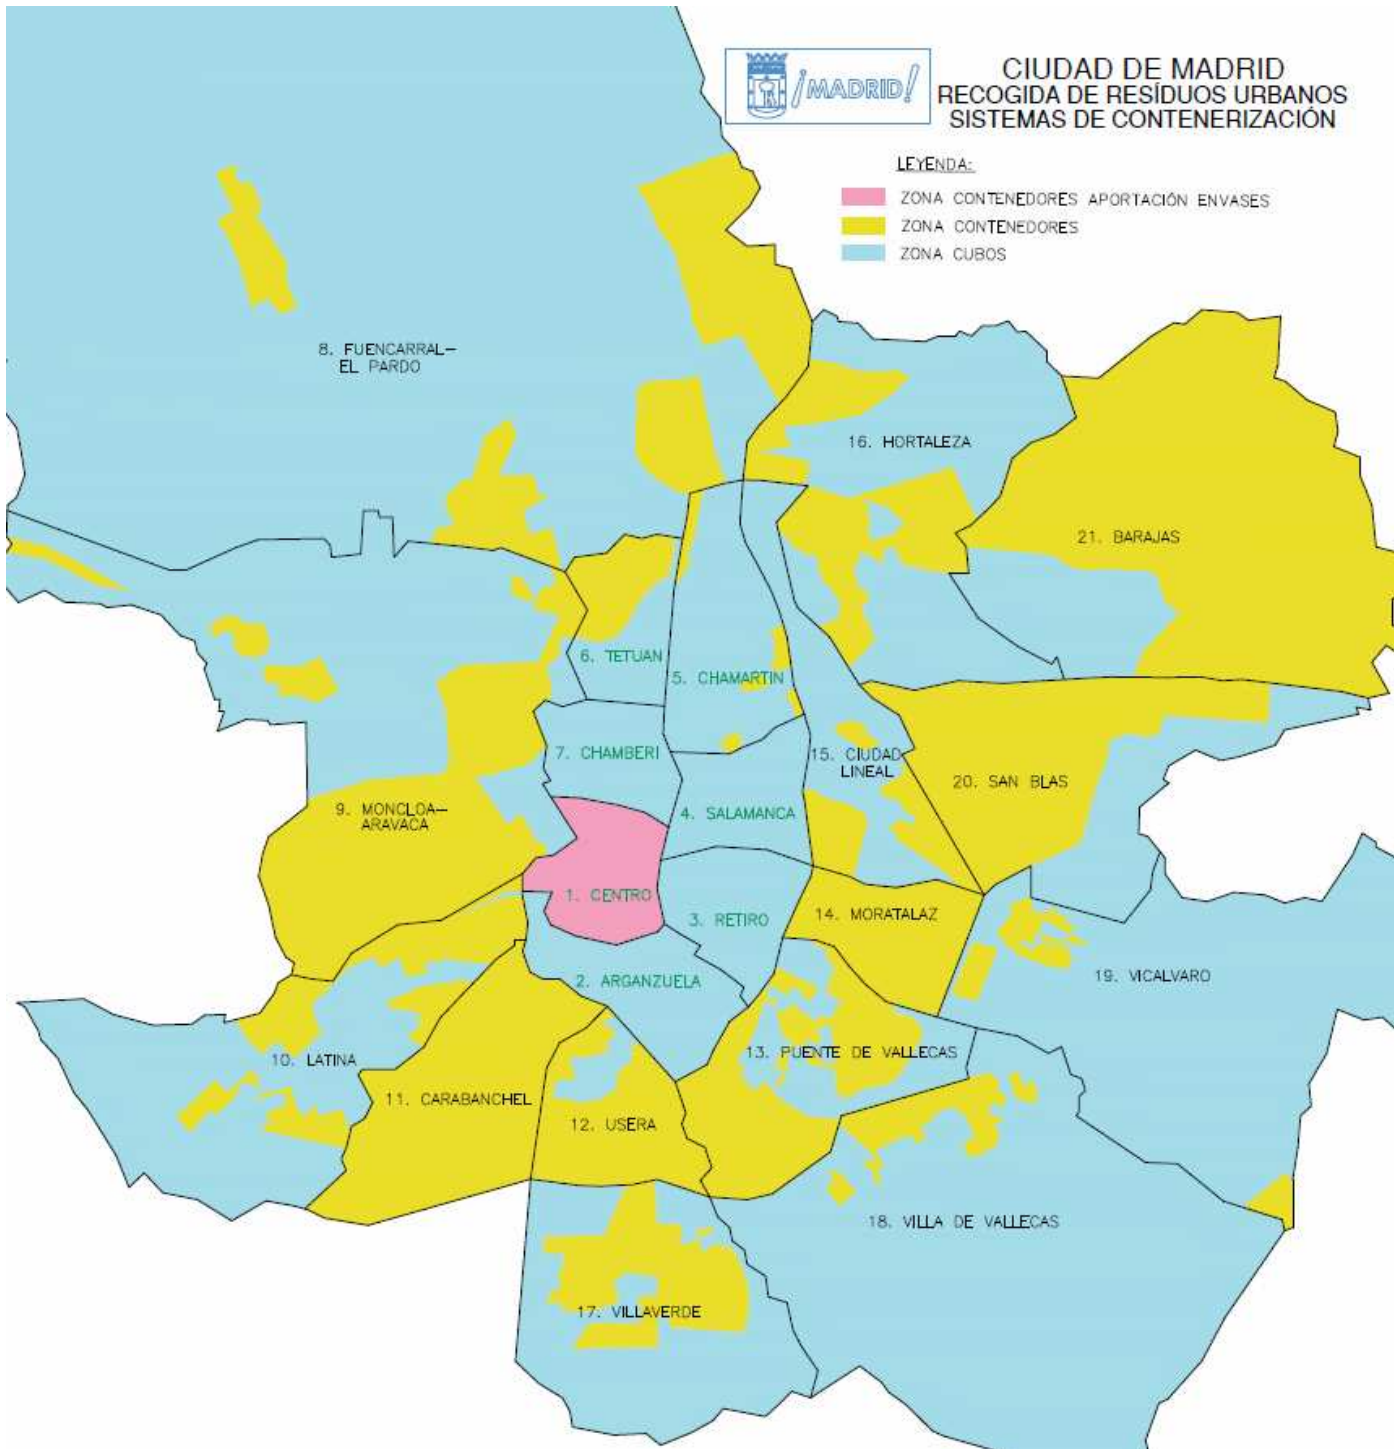 ¡MADRID!
CIUDAD DE MADRID
RECOGIDA DE RESÍDUOS URBANOS
SISTEMAS DE CONTENERIZACIÓN
LEYENDA:
ZONA CONTENEDORES APORTACIÓN ENVASES
ZONA CONTENEDORES
ZONA CUBOS
8. FUENCARRAL-
EL PARDO
16. HORTALEZA
21. BARAJAS
6. TETUAN
5. CHAMARTIN
7. CHAMBERI
15. CIUDAD
LINEAL
20. SAN BLAS
9. MONCLOA-
ARAVACA
4. SALAMANCA
1. CENTRO
3. RETIRO
14. MORATALAZ
19. VICALVARO
2. ARGANZUELA
10. LATINA
13. PUENTE DE VALLECAS
11. CARABANCHEL
12. USERA
18. VILLA DE VALLECAS
17. VILLAVERDE